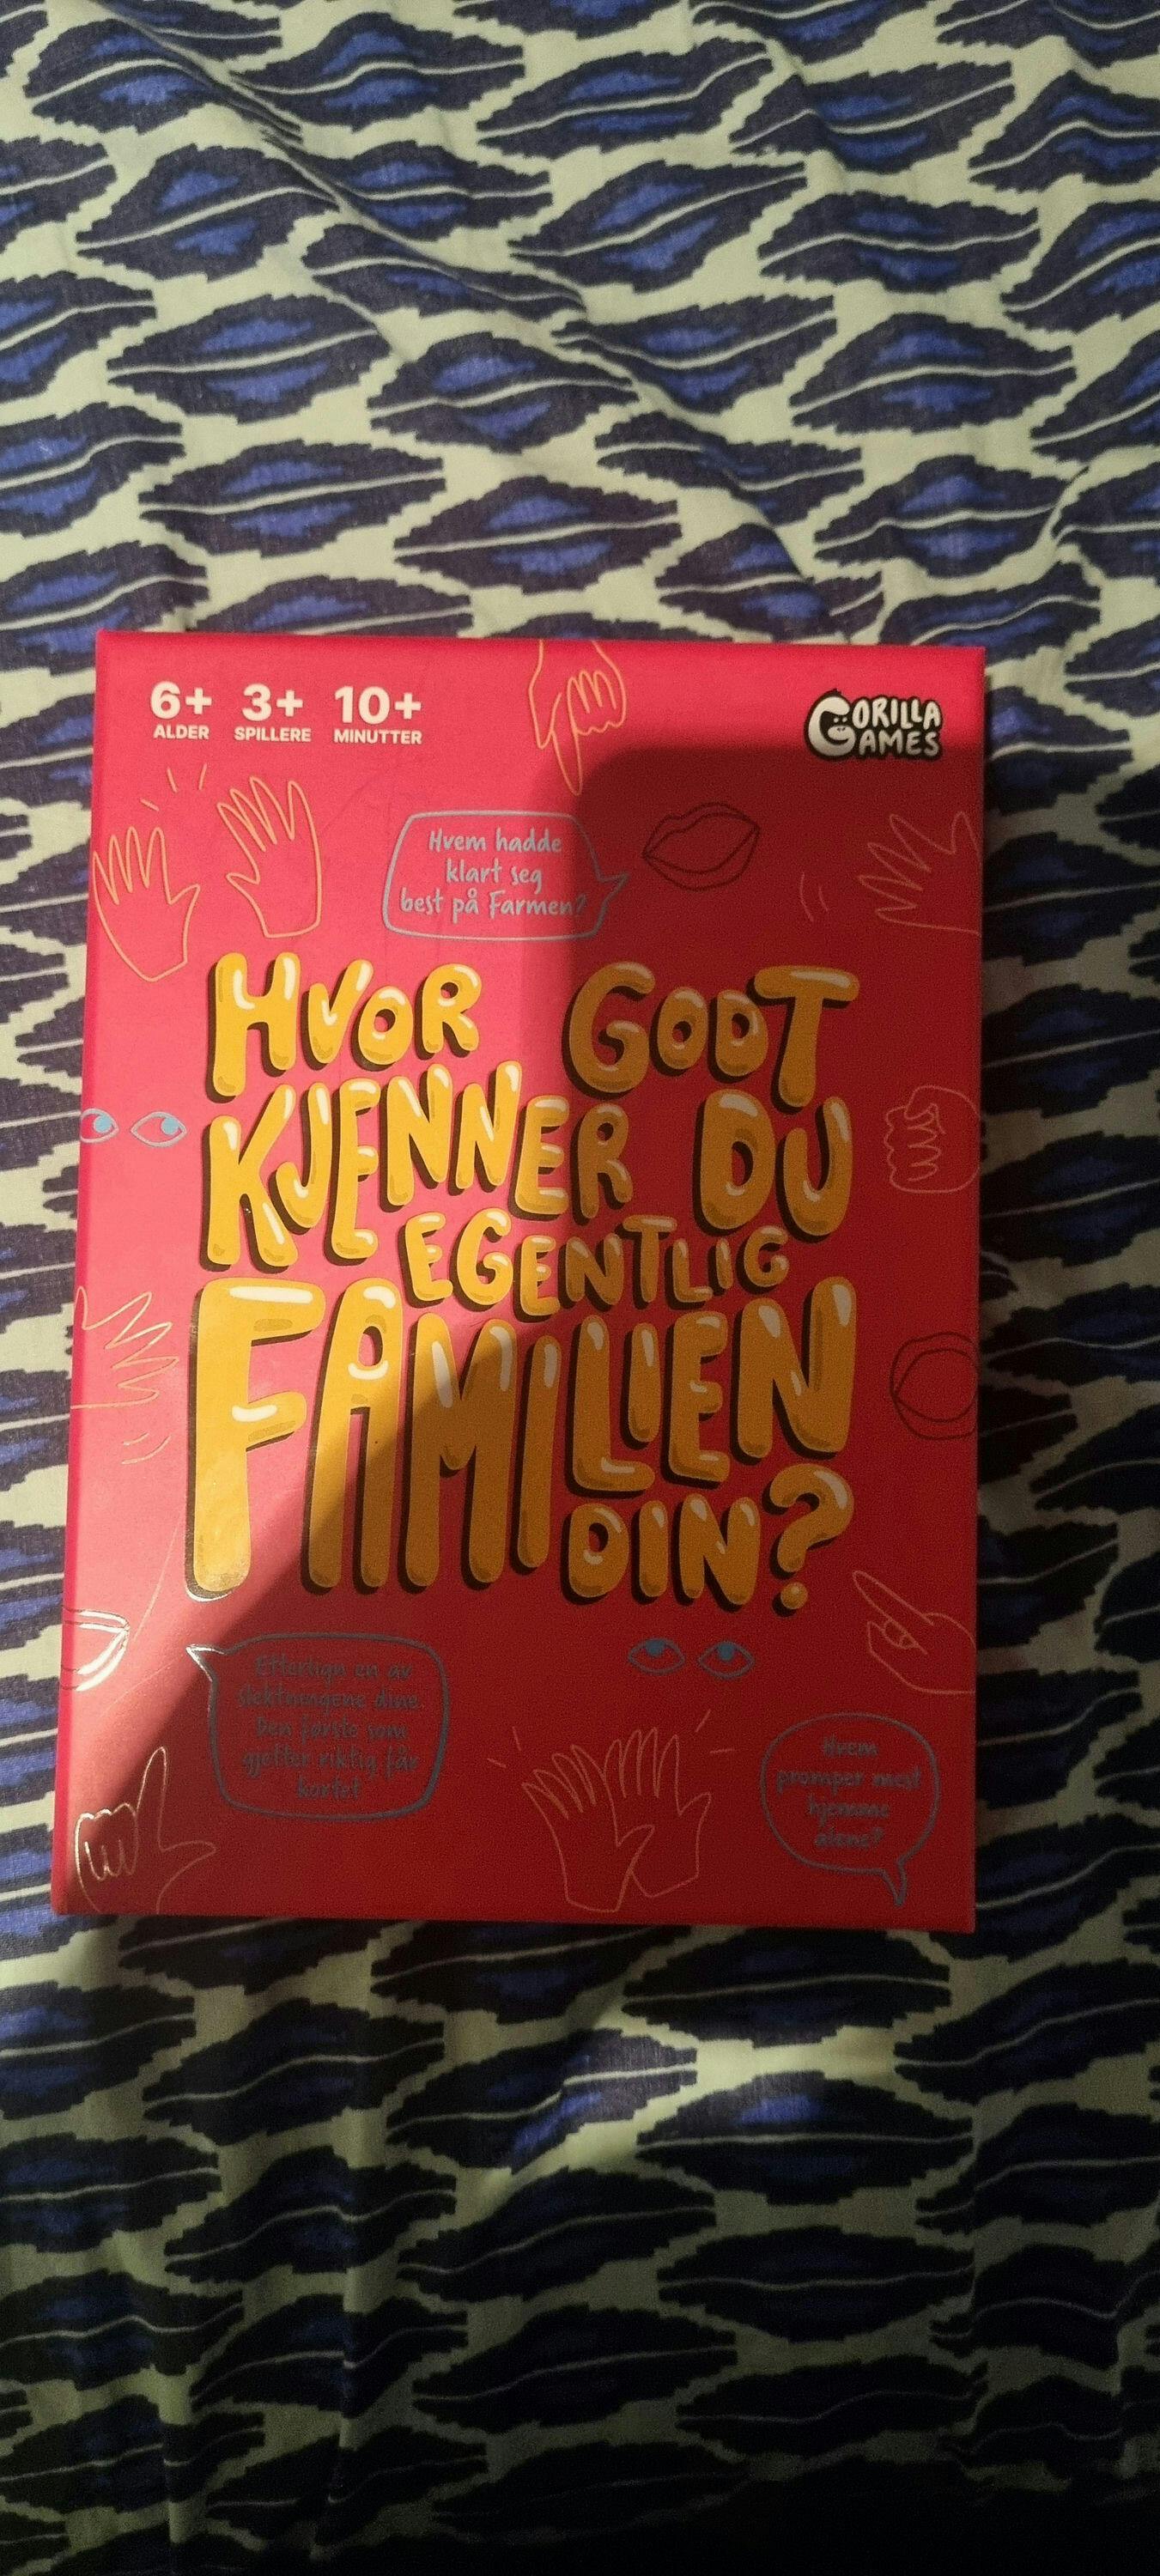 6+ 3+ 10+
ALDER SPILLERE MINUTTER
GORILLA
GAMES
Hvem hadde
klart seg
best på Farmen?
HVOR GODT
KJENNER DU
EGENTLIG
FAMILIEN
DIN?
Etterlign en av
slektningene dine.
Den første som
gjetter riktig får
kortet
Hvem
promper mest
hjemme
alene?